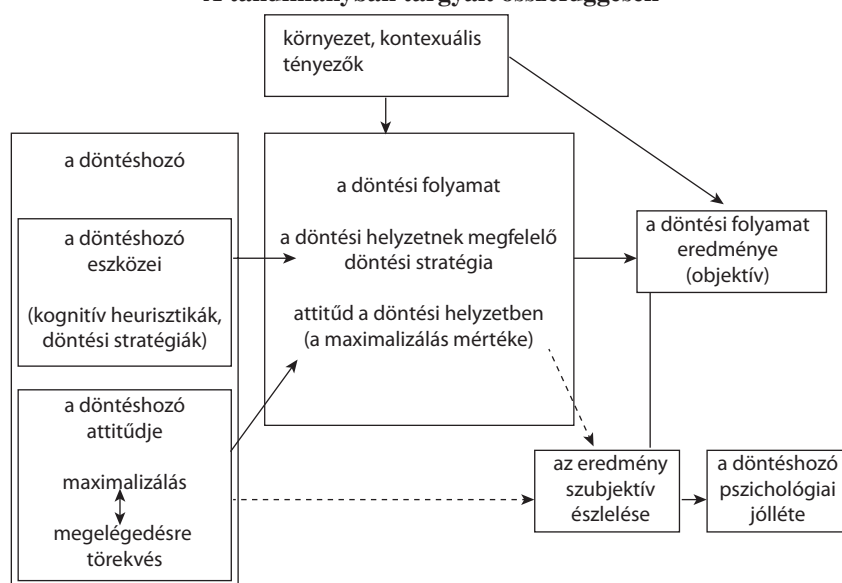 környezet, kontexuális
tényezők
a döntéshozó
a döntéshozó
eszközei
(kognitív heurisztikák,
döntési stratégiák)
a döntéshozó
attitűdje
maximalizálás
megelégedésre
törekvés
a döntési folyamat
a döntési helyzetnek megfelelő
döntési stratégia
attitűd a döntési helyzetben
(a maximalizálás mértéke)
a döntési folyamat
eredménye
(objektív)
az eredmény
szubjektív
észlelése
a döntéshozó
pszichológiai
jólléte